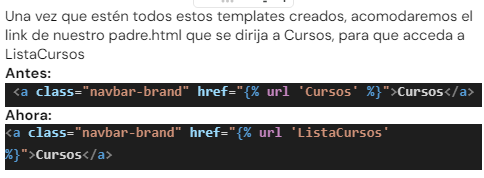 Una vez que estén todos estos templates creados, acomodaremos el
link de nuestro padre.html que se dirija a Cursos, para que acceda a
ListaCursos
Antes:
<a class="navbar-brand" href="{% url 'Cursos' %}">Cursos</a>
Ahora:
<a class="navbar-brand" href="{% url 'ListaCursos'
%}">Cursos</a>